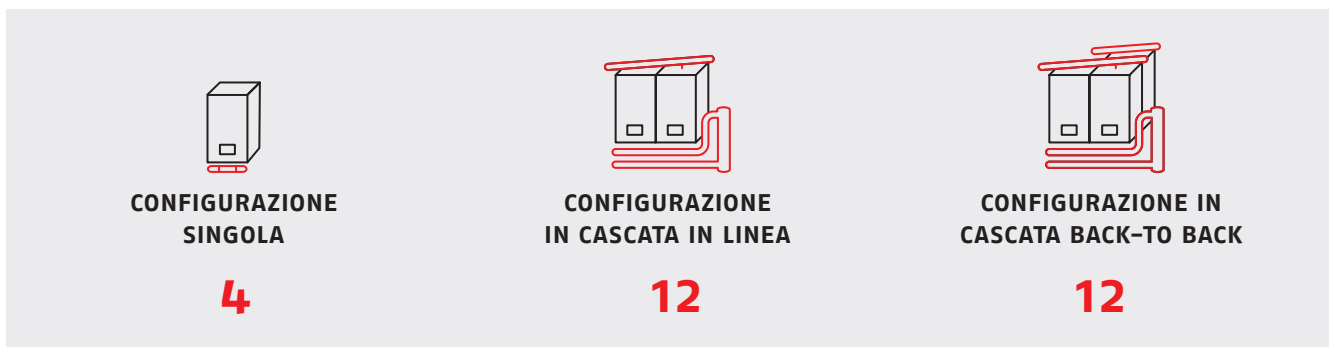 CONFIGURAZIONE
SINGOLA
4
CONFIGURAZIONE
IN CASCATA IN LINEA
12
CONFIGURAZIONE IN
CASCATA BACK–TO BACK
12